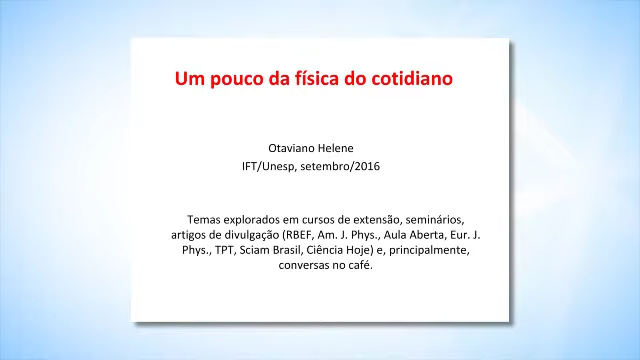 Um pouco da física do cotidiano
Otaviano Helene
IFT/Unesp, setembro/2016
Temas explorados em cursos de extensão, seminários,
artigos de divulgação (RBEF, Am. J. Phys., Aula Aberta, Eur. J.
Phys., TPT, Sciam Brasil, Ciência Hoje) e, principalmente,
conversas no café.